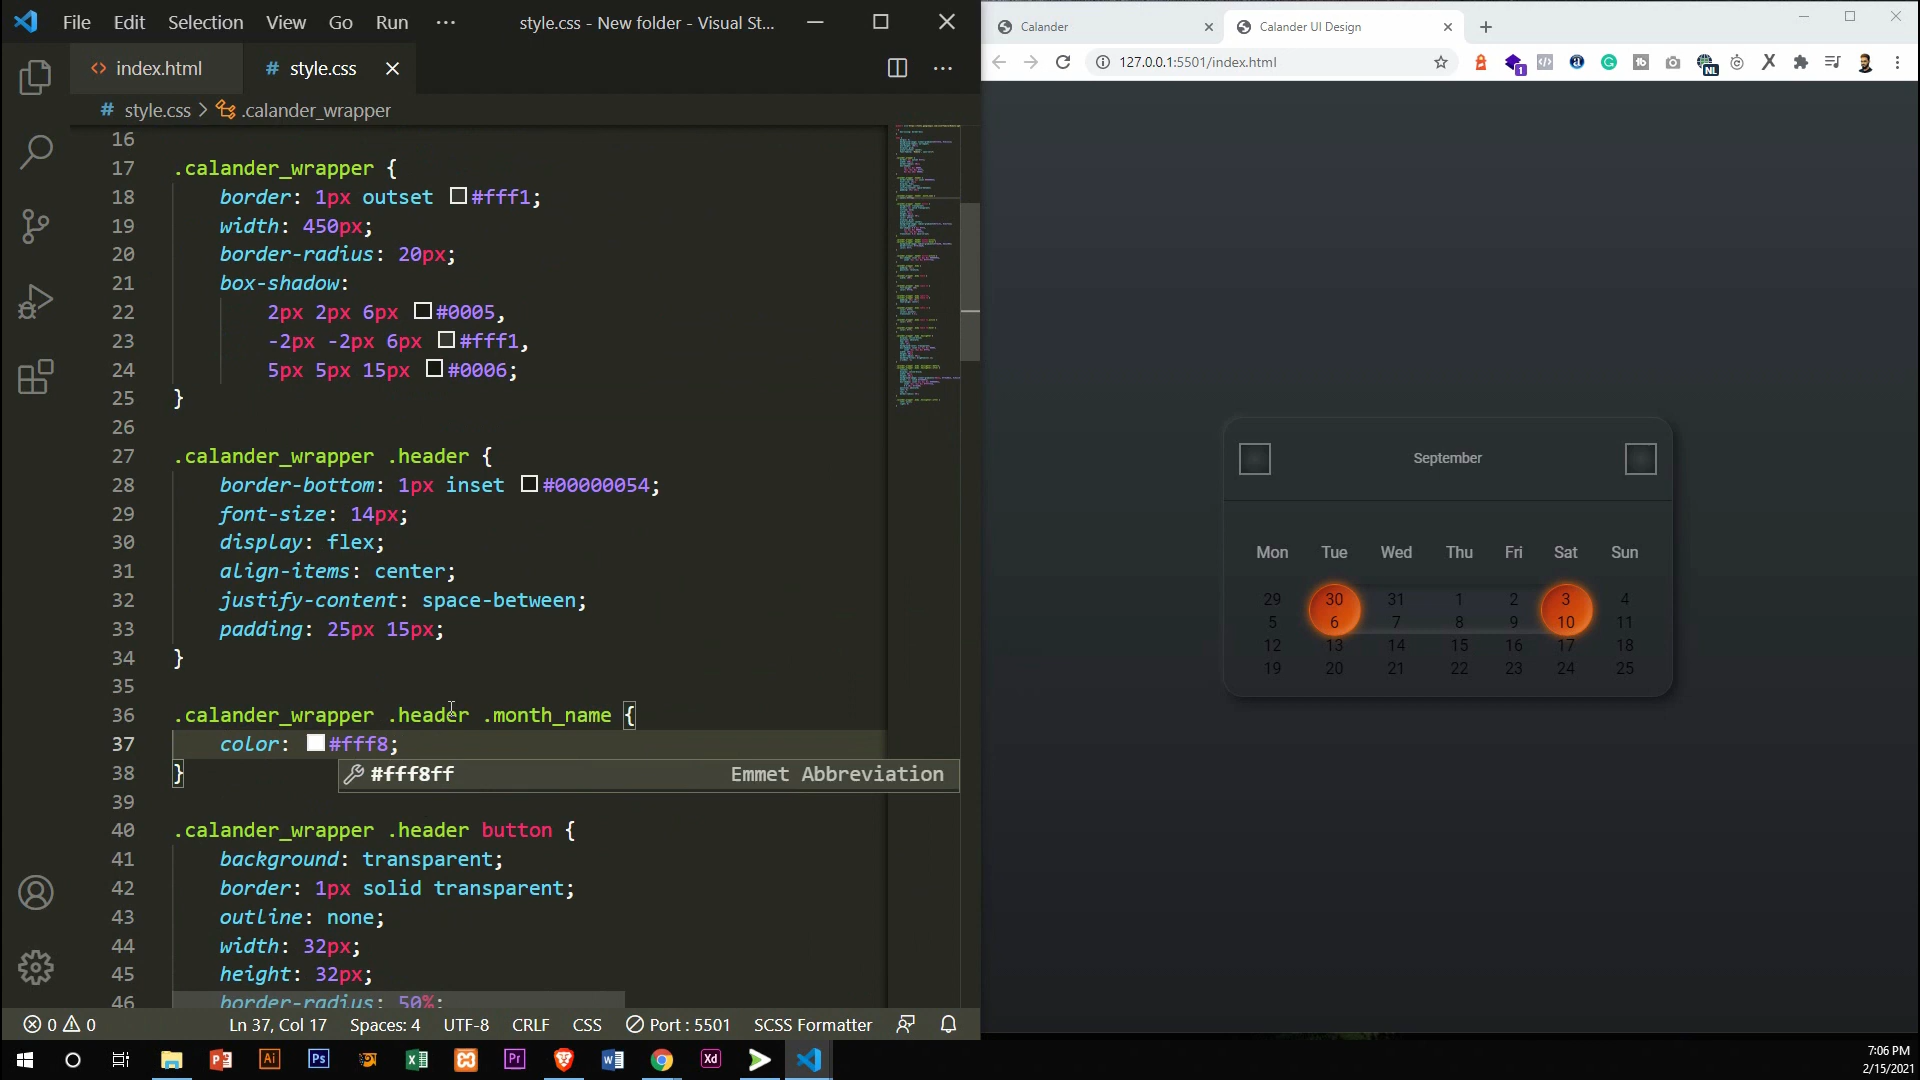 File Edit Selection View Go Run ··· style.css - New folder - Visual St...
index.html # style.css
# style.css > .calander_wrapper
16
17 .calander_wrapper {
18 border: 1px outset #fff1;
19 width: 450px;
20 border-radius: 20px;
21 box-shadow:
22 2px 2px 6px #0005,
23 -2px -2px 6px #fff1,
24 5px 5px 15px #0006;
25 }
26
27 .calander_wrapper .header {
28 border-bottom: 1px inset #00000054;
29 font-size: 14px;
30 display: flex;
31 align-items: center;
32 justify-content: space-between;
33 padding: 25px 15px;
34 }
35
36 .calander_wrapper .header .month_name {
37 color: #fff8;
38 }
#fff8ff Emmet Abbreviation
39
40 .calander_wrapper .header button {
41 background: transparent;
42 border: 1px solid transparent;
43 outline: none;
44 width: 32px;
45 height: 32px;
46 border-radius: 50%;
0 0 Ln 37, Col 17 Spaces: 4 UTF-8 CRLF CSS Port : 5501 SCSS Formatter
Calander Calander UI Design
127.0.0.1:5501/index.html
1 NL
September
Mon Tue Wed Thu Fri Sat Sun
29 30 31 1 2 3 4
5 6 7 8 9 10 11
12 13 14 15 16 17 18
19 20 21 22 23 24 25
Ai Ps Pr Xd
7:06 PM
2/15/2021